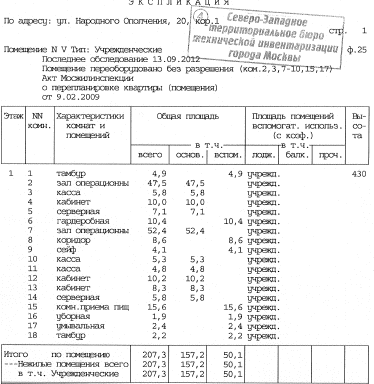 Э К С П Л И К А Ц И Я
По адресу: ул. Народного Ополчения, 20, кор.1
Северо-Западное
территориальное бюро
технической инвентаризации
города Москвы
стр. 1
Помещение N V Тип: Учрежденческие ф.25
Последнее обследование 13.09.2012
Помещение переоборудовано без разрешения (ком.2,3,7-10,15,17)
Акт Мосжилинспекции
о перепланировке квартиры (помещения)
от 9.02.2009
Этаж NN комн. Характеристики комнат и помещений Общая площадь Площадь помещений вспомогат. использ. (с коэф.) Вы-со-та
всего в т.ч. основ. вспом. в т.ч. лодж. балк. проч.
1 1 тамбур 4,9 4,9 учрежд. 430
2 зал операционны 47,5 47,5 учрежд.
3 касса 5,8 5,8 учрежд.
4 кабинет 10,0 10,0 учрежд.
5 серверная 7,1 7,1 учрежд.
6 гардеробная 10,4 10,4 учрежд.
7 зал операционны 52,4 52,4 учрежд.
8 коридор 8,6 8,6 учрежд.
9 сейф 4,1 4,1 учрежд.
10 касса 5,3 5,3 учрежд.
11 касса 4,8 4,8 учрежд.
12 кабинет 10,2 10,2 учрежд.
13 кабинет 8,3 8,3 учрежд.
14 серверная 5,8 5,8 учрежд.
15 комн.приема пищ 15,6 15,6 учрежд.
16 уборная 1,9 1,9 учрежд.
17 умывальная 2,4 2,4 учрежд.
18 тамбур 2,2 2,2 учрежд.
Итого по помещению 207,3 157,2 50,1
---Нежилые помещения всего 207,3 157,2 50,1
в т.ч. Учрежденческие 207,3 157,2 50,1